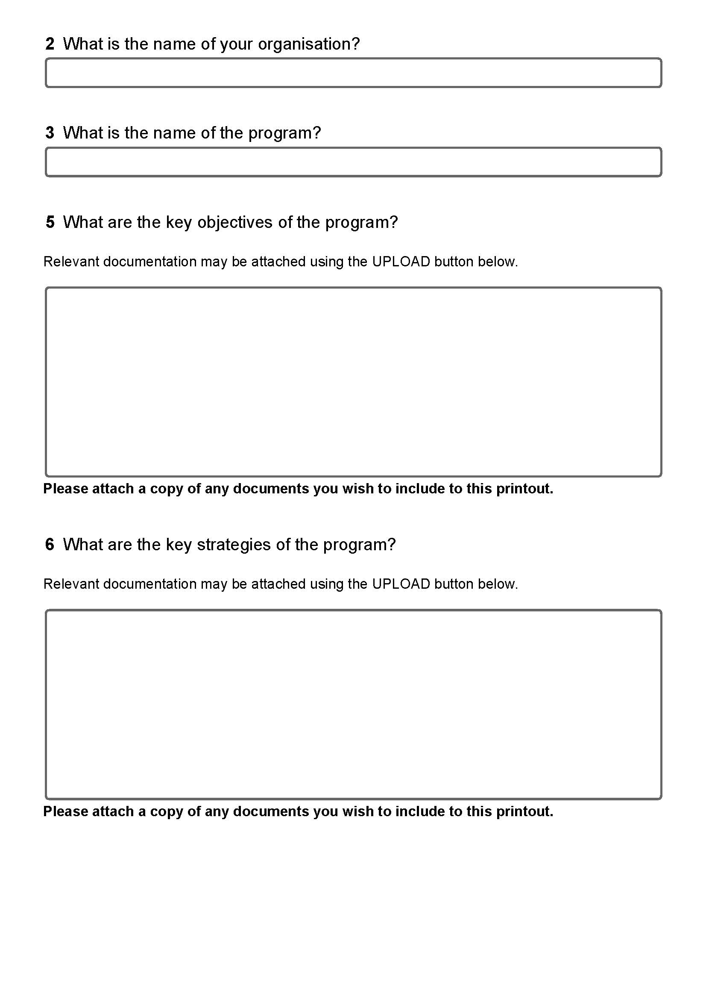 2 What is the name of your organisation?
3 What is the name of the program?
5 What are the key objectives of the program?
Relevant documentation may be attached using the UPLOAD button below.
Please attach a copy of any documents you wish to include to this printout.
6 What are the key strategies of the program?
Relevant documentation may be attached using the UPLOAD button below.
Please attach a copy of any documents you wish to include to this printout.